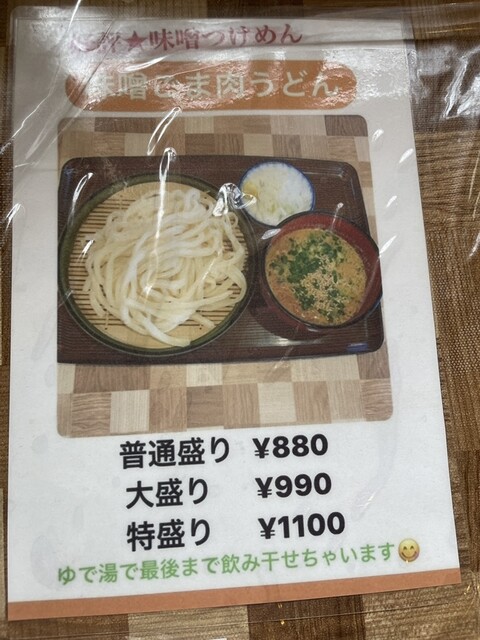 ★味噌つけめん
味噌ごま肉うどん
普通盛り ¥880
大盛り ¥990
特盛り ¥1100
ゆで湯で最後まで飲み干せちゃいます😋